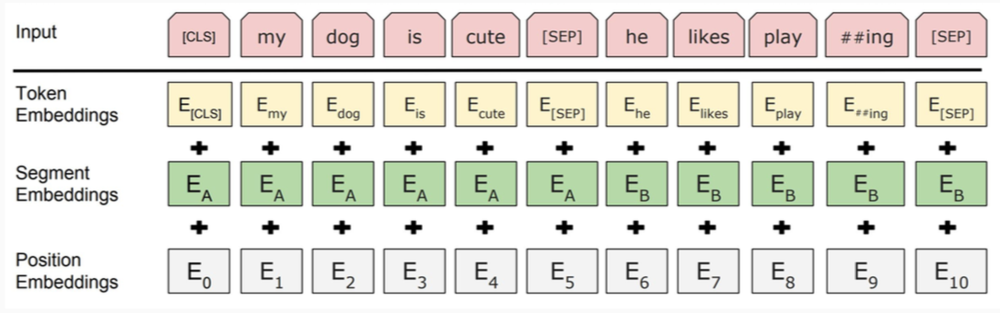 Input [CLS] my dog is cute [SEP] he likes play ##ing [SEP]
Token Embeddings E[CLS] Emy Edog Eis Ecute E[SEP] Ehe Elikes Eplay E##ing E[SEP]
+ + + + + + + + + + +
Segment Embeddings EA EA EA EA EA EA EB EB EB EB EB
+ + + + + + + + + + +
Position Embeddings E0 E1 E2 E3 E4 E5 E6 E7 E8 E9 E10